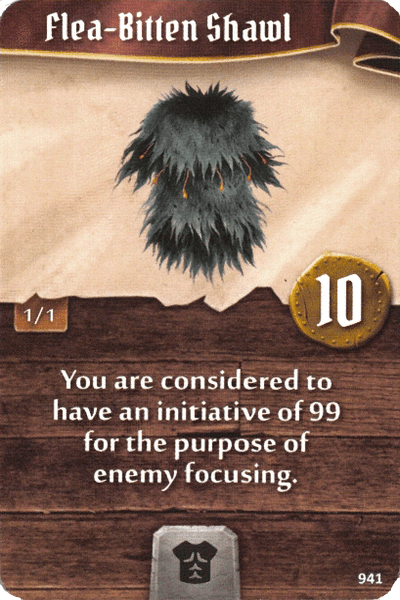 Flea-Bitten Shawl
1/1
10
You are considered to
have an initiative of 99
for the purpose of
enemy focusing.
941